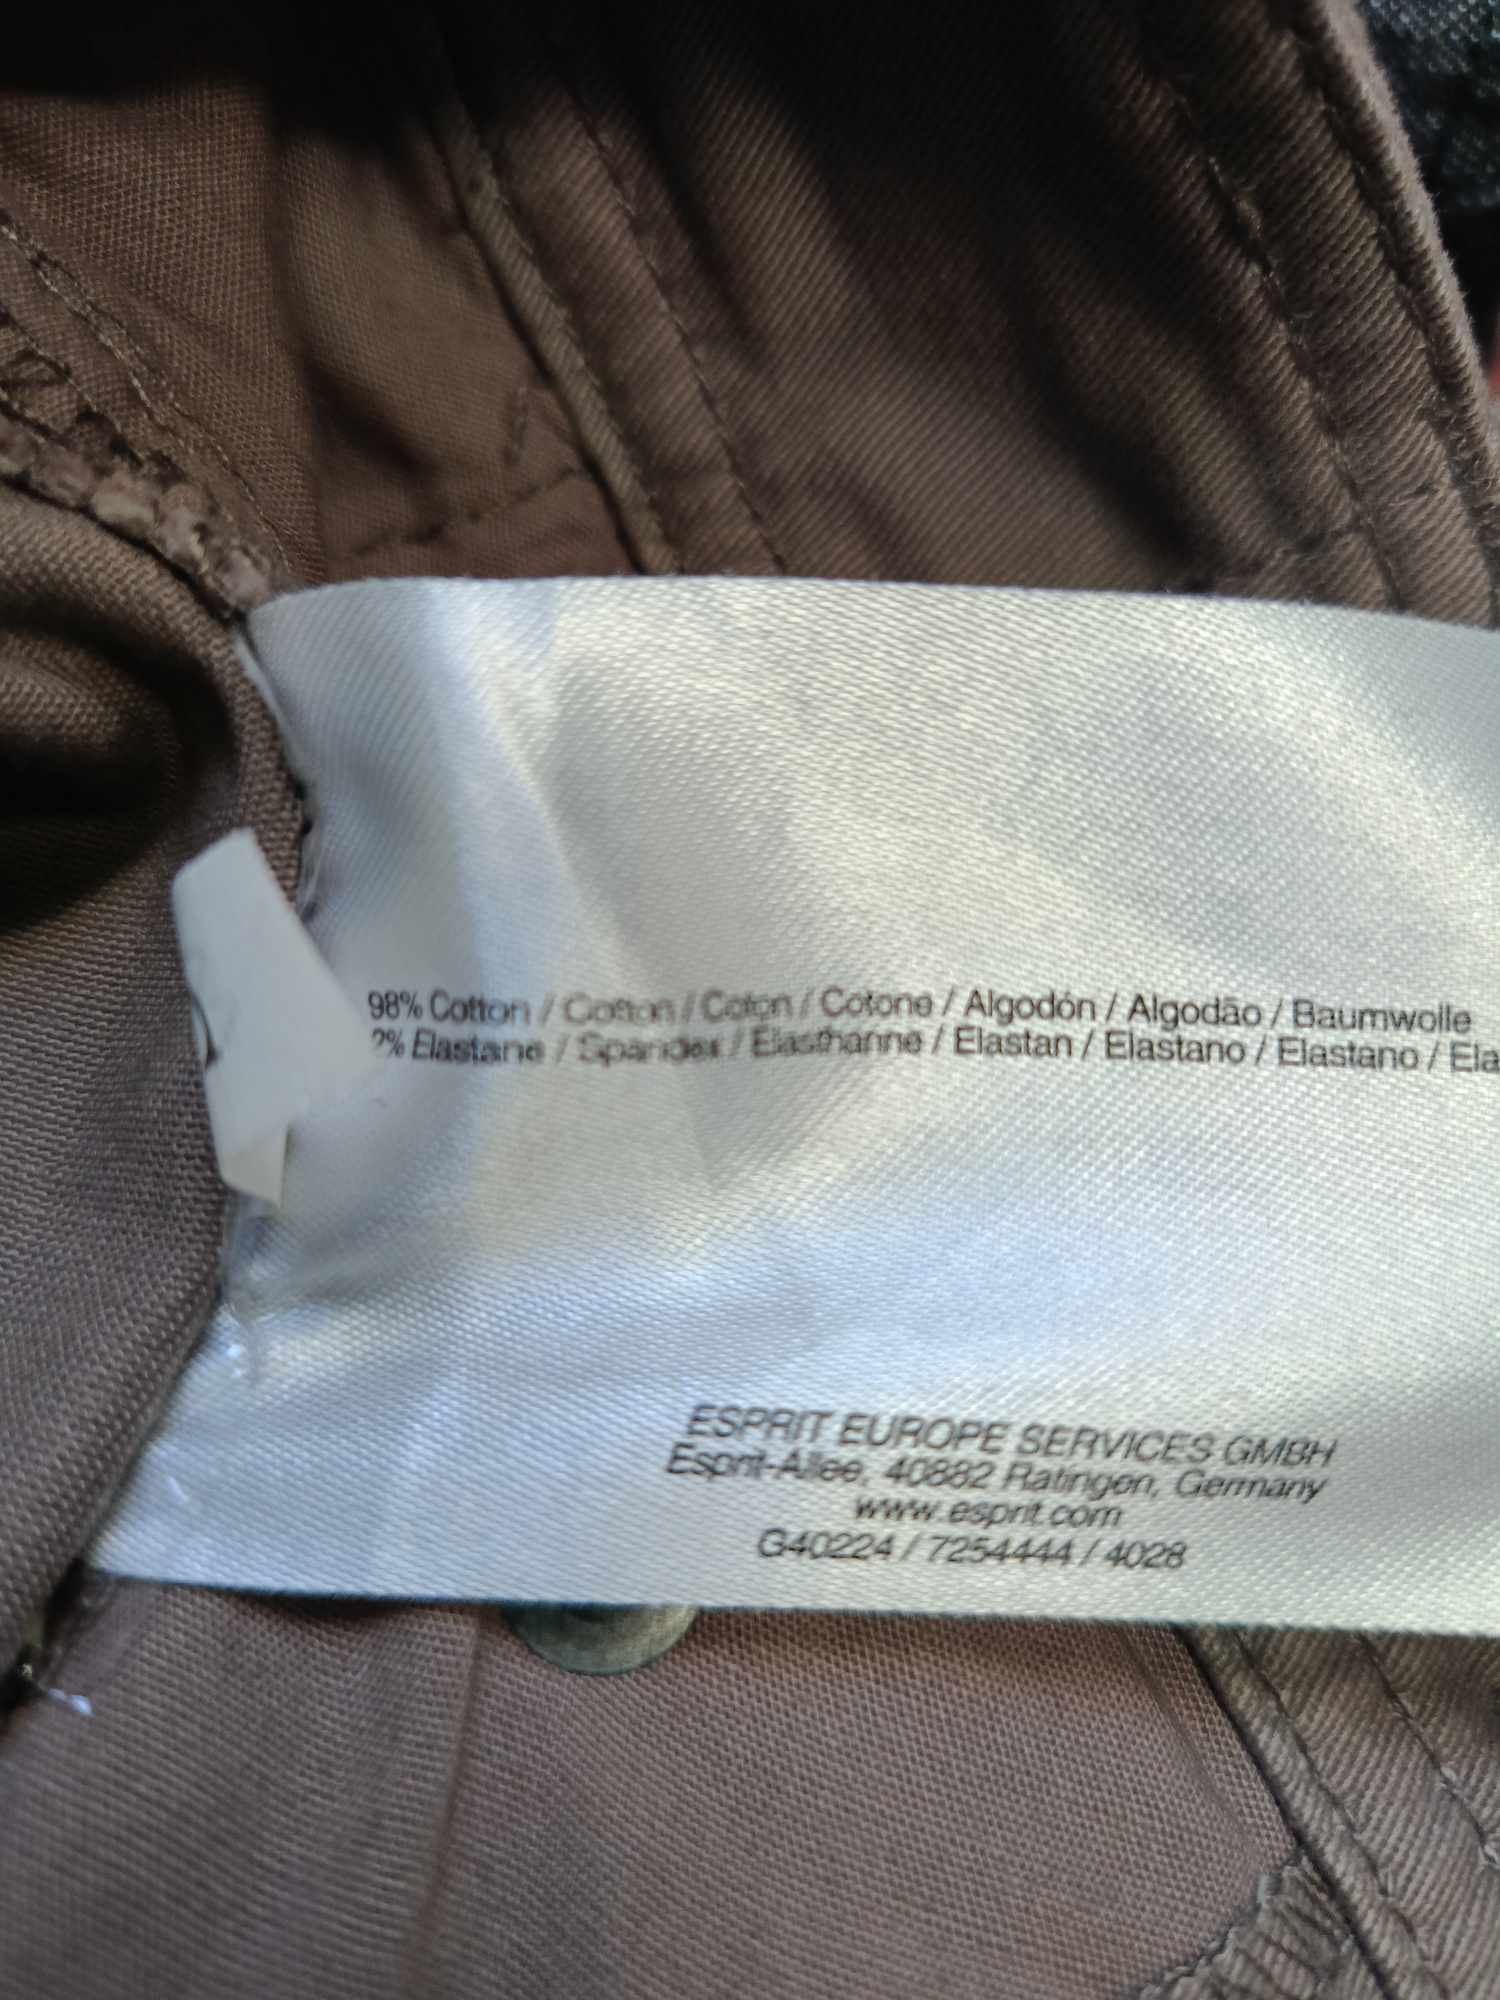 98% Cotton / Cotton / Coton / Cotone / Algodón / Algodão / Baumwolle
2% Elastane / Spandex / Elasthanne / Elastan / Elastano / Elastano / Ela
ESPRIT EUROPE SERVICES GMBH
Esprit-Allee, 40882 Ratingen, Germany
www.esprit.com
G40224 / 7254444 / 4028